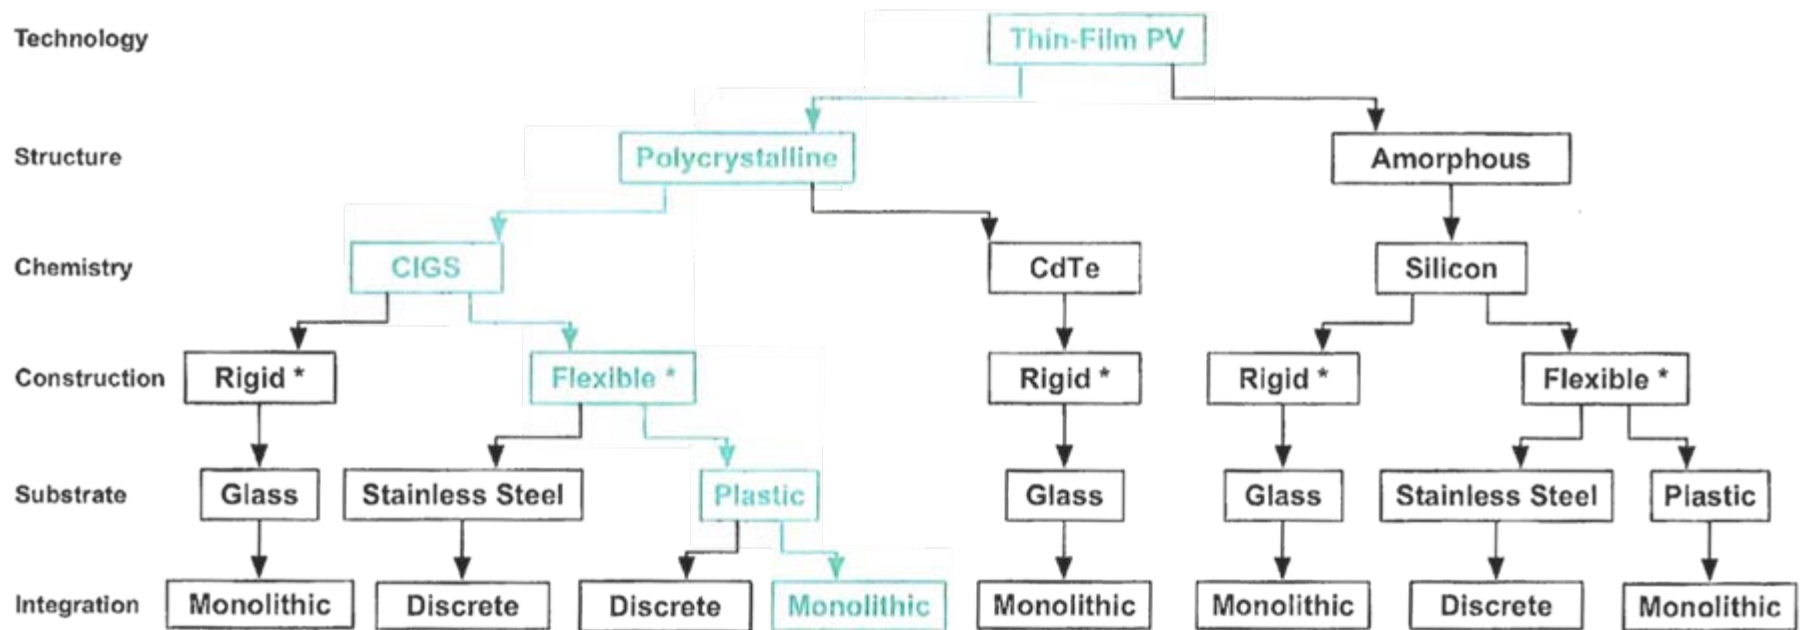 Technology Thin-Film PV
Structure Polycrystalline Amorphous
Chemistry CIGS CdTe Silicon
Construction Rigid * Flexible * Rigid * Rigid * Flexible *
Substrate Glass Stainless Steel Plastic Glass Glass Stainless Steel Plastic
Integration Monolithic Discrete Discrete Monolithic Monolithic Monolithic Discrete Monolithic